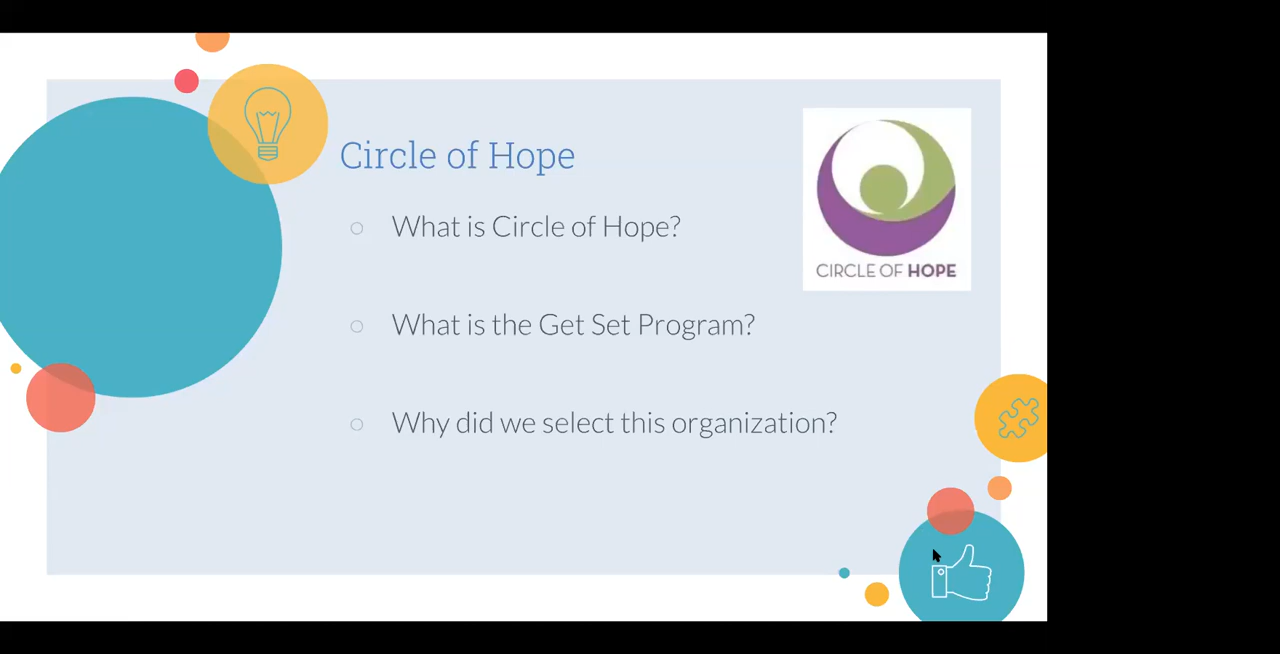 Circle of Hope
What is Circle of Hope?
What is the Get Set Program?
Why did we select this organization?
CIRCLE OF HOPE